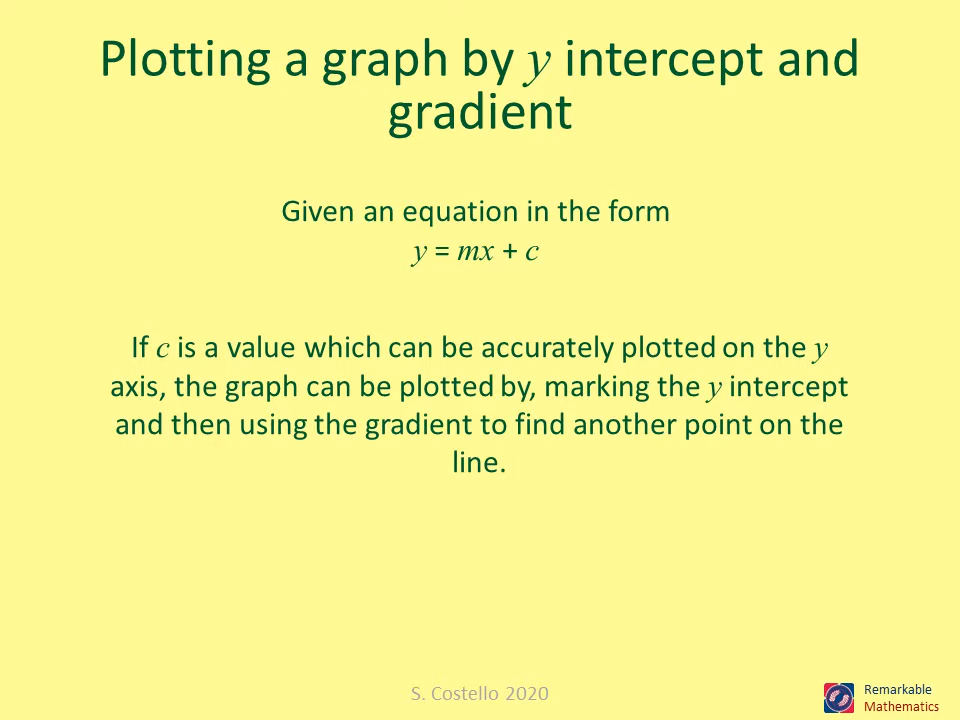 Plotting a graph by y intercept and
gradient
Given an equation in the form
y = mx + c
If c is a value which can be accurately plotted on the y
axis, the graph can be plotted by, marking the y intercept
and then using the gradient to find another point on the
line.
S. Costello 2020
Remarkable
Mathematics